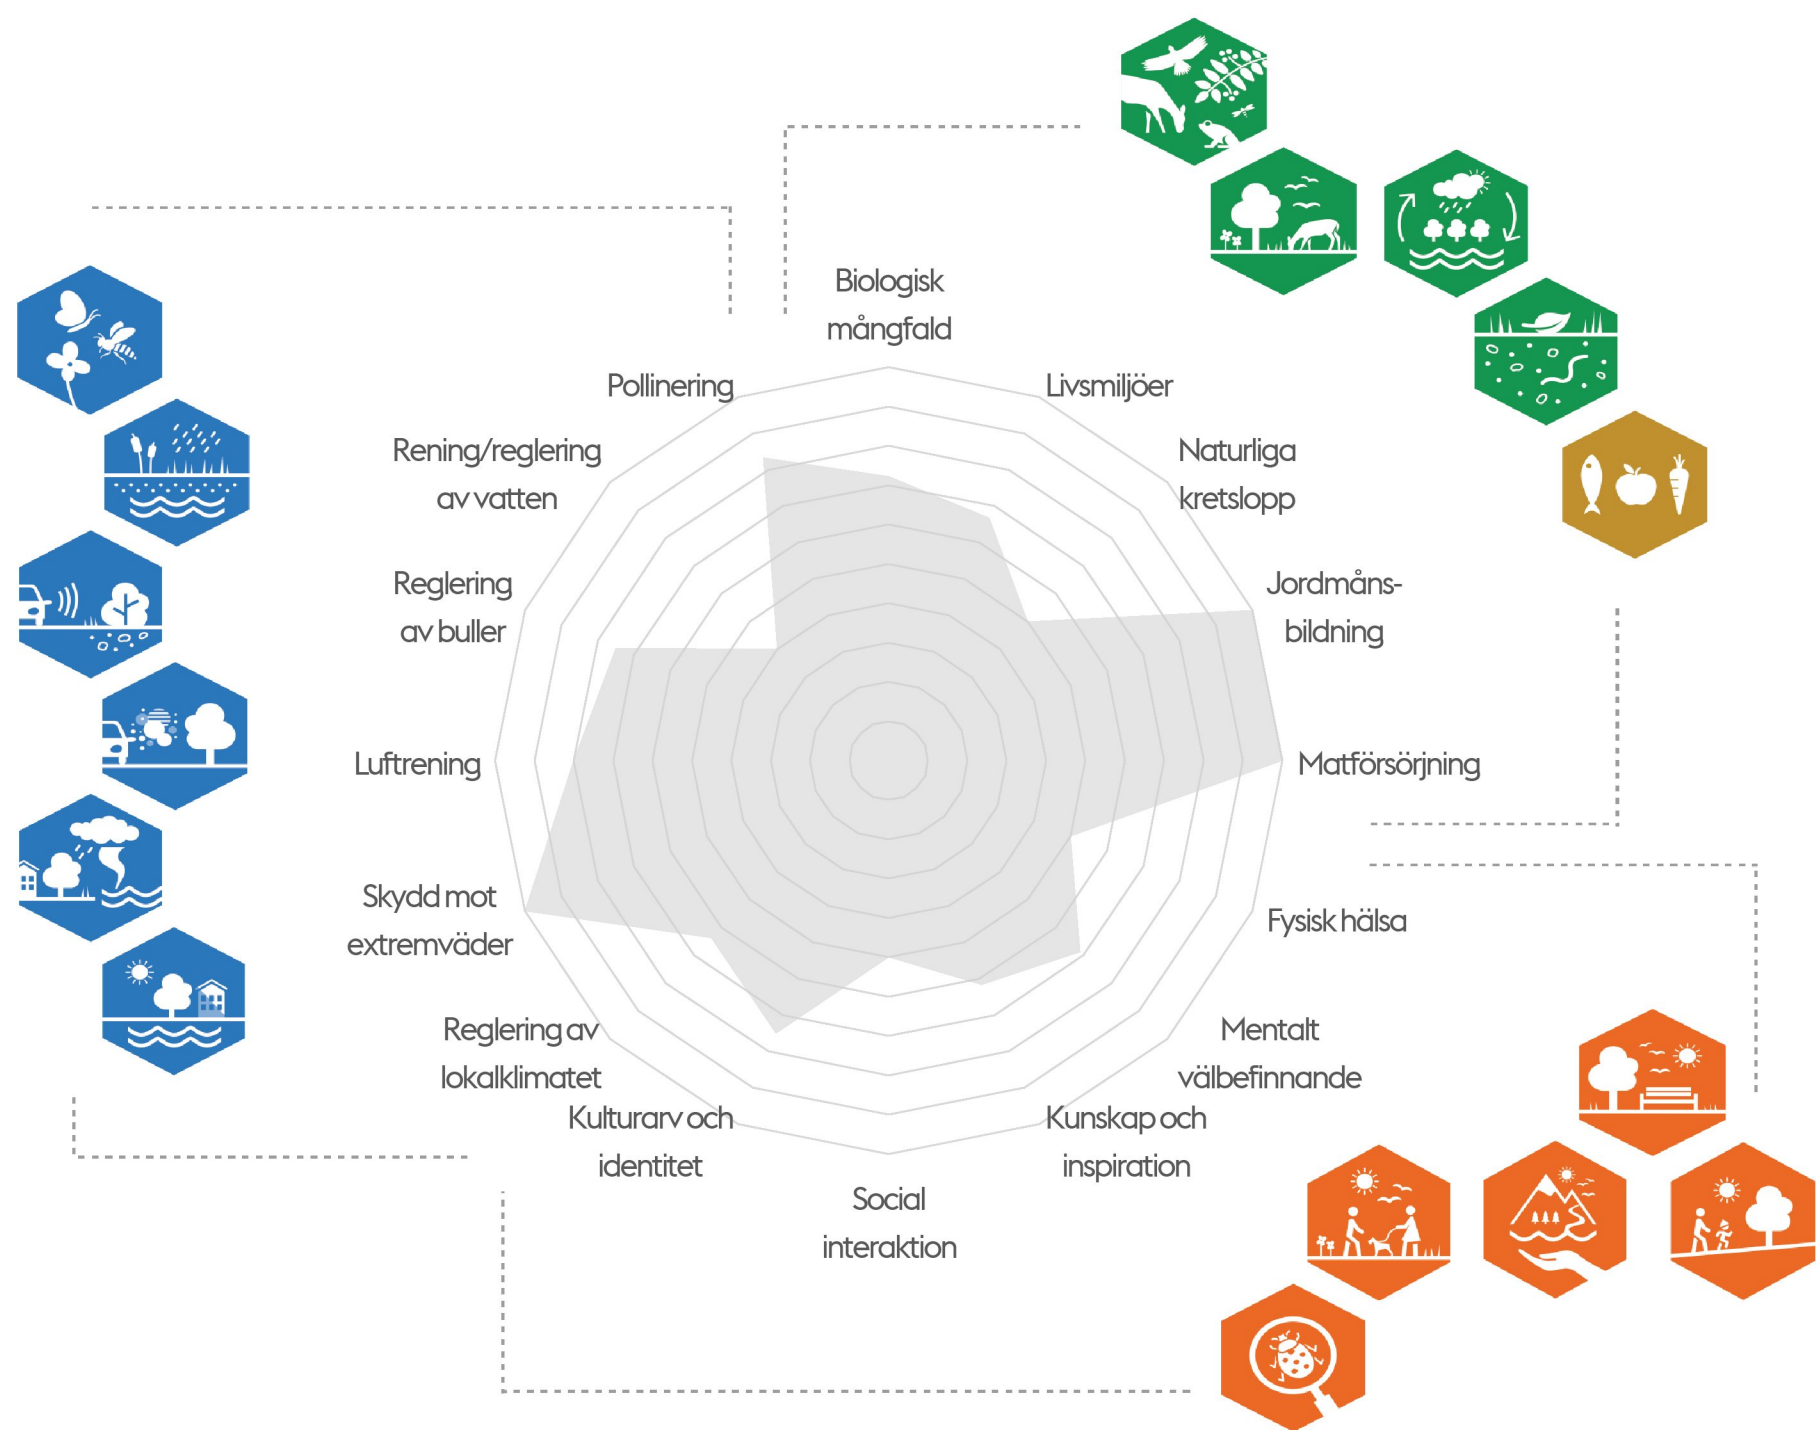 Biologisk
mångfald
Livsmiljöer
Naturliga
kretslopp
Jordmåns-
bildning
Matförsörjning
Fysisk hälsa
Mentalt
välbefinnande
Kunskap och
inspiration
Social
interaktion
Kulturarv och
identitet
Reglering av
lokalklimatet
Skydd mot
extremväder
Luftrening
Reglering
av buller
Rening/reglering
av vatten
Pollinering